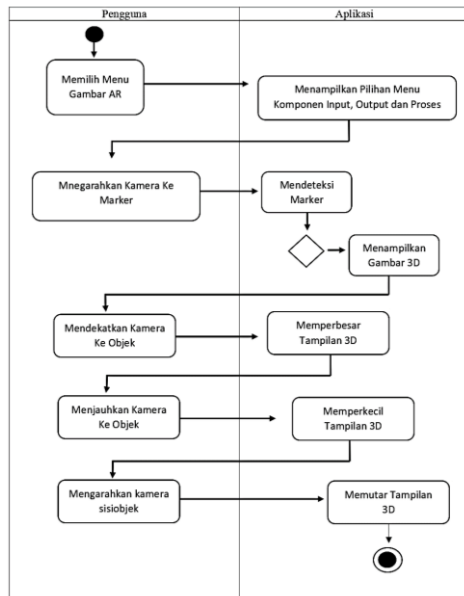 Pengguna
Aplikasi
Memilih Menu
Gambar AR
Menampilkan Pilihan Menu
Komponen Input, Output dan Proses
Mnegarahkan Kamera Ke
Marker
Mendeteksi
Marker
Menampilkan
Gambar 3D
Mendekatkan Kamera
Ke Objek
Memperbesar
Tampilan 3D
Menjauhkan Kamera
Ke Objek
Memperkecil
Tampilan 3D
Mengarahkan kamera
sisiobjek
Memutar Tampilan
3D